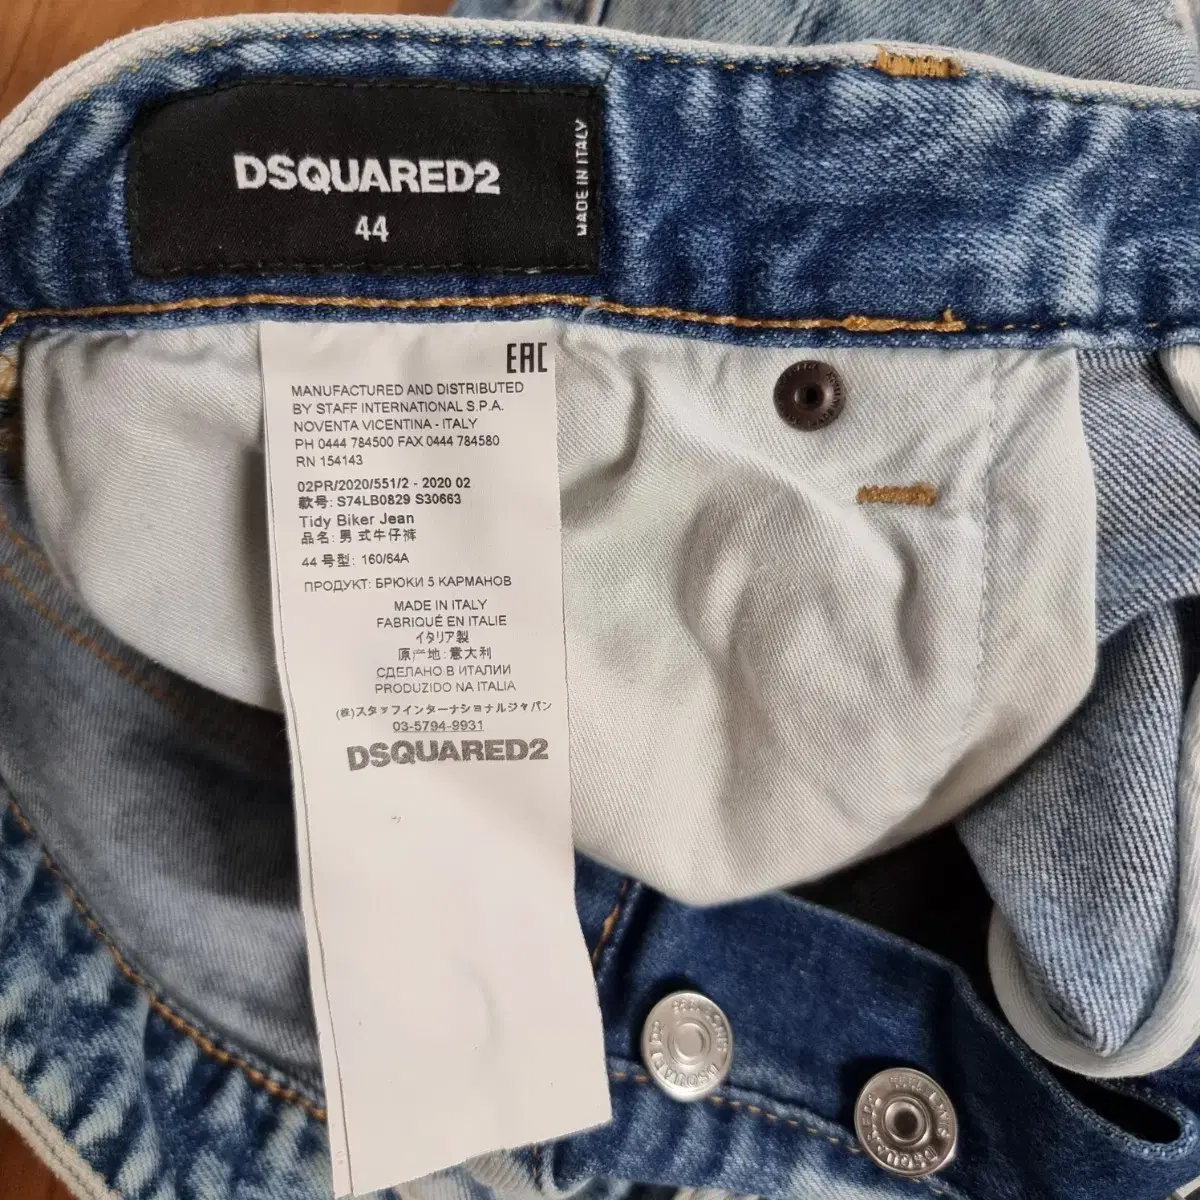 DSQUARED2
44
MADE IN ITALY
EAC
MANUFACTURED AND DISTRIBUTED
BY STAFF INTERNATIONAL S.P.A.
NOVENTA VICENTINA - ITALY
PH 0444 784500 FAX 0444 784580
RN 154143
02PR/2020/551/2 - 2020 02
款号: S74LB0829 S30663
Tidy Biker Jean
品名: 男式牛仔裤
44 号型: 160/64A
ПРОДУКТ: БРЮКИ 5 КАРМАНОВ
MADE IN ITALY
FABRIQUÉ EN ITALIE
イタリア製
原产地: 意大利
СДЕЛАНО В ИТАЛИИ
PRODUZIDO NA ITALIA
(株)スタッフインターナショナルジャパン
03-5794-9931
DSQUARED2
DSQUARED2
DSQUARED2